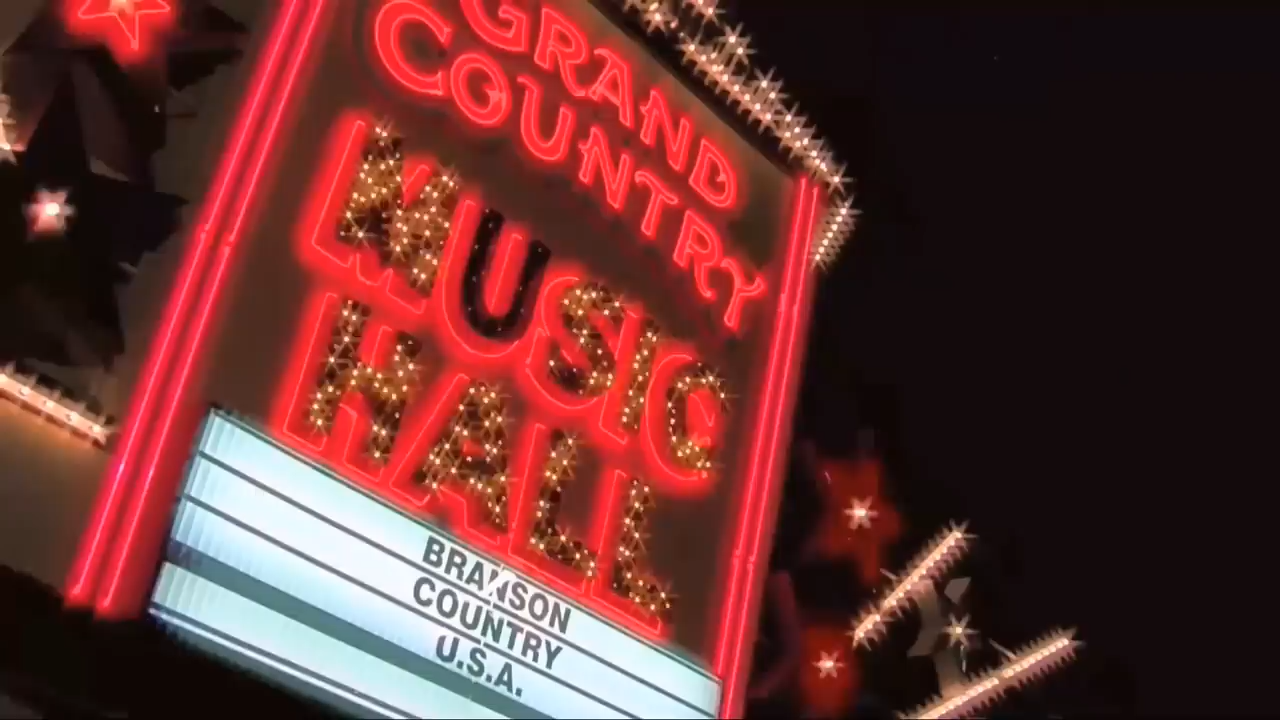 GRAND
COUNTRY
MUSIC
HALL
BRANSON
COUNTRY
U.S.A.